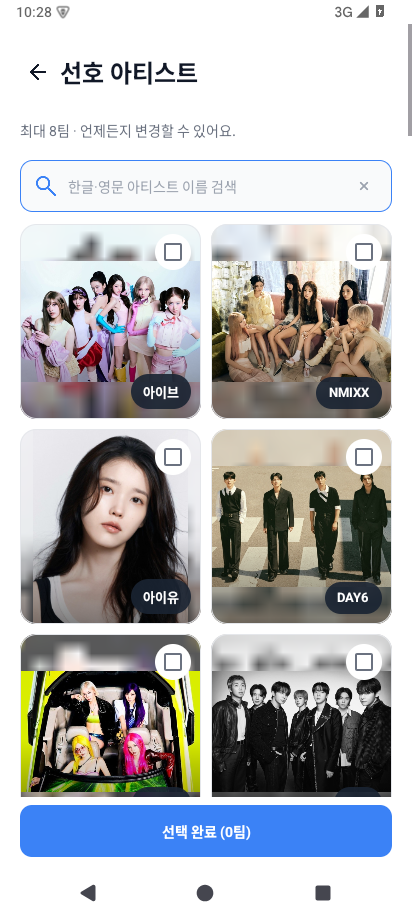 10:28
3G
선호 아티스트
최대 8팀 · 언제든지 변경할 수 있어요.
한글·영문 아티스트 이름 검색
아이브
NMIXX
아이유
DAY6
선택 완료 (0팀)